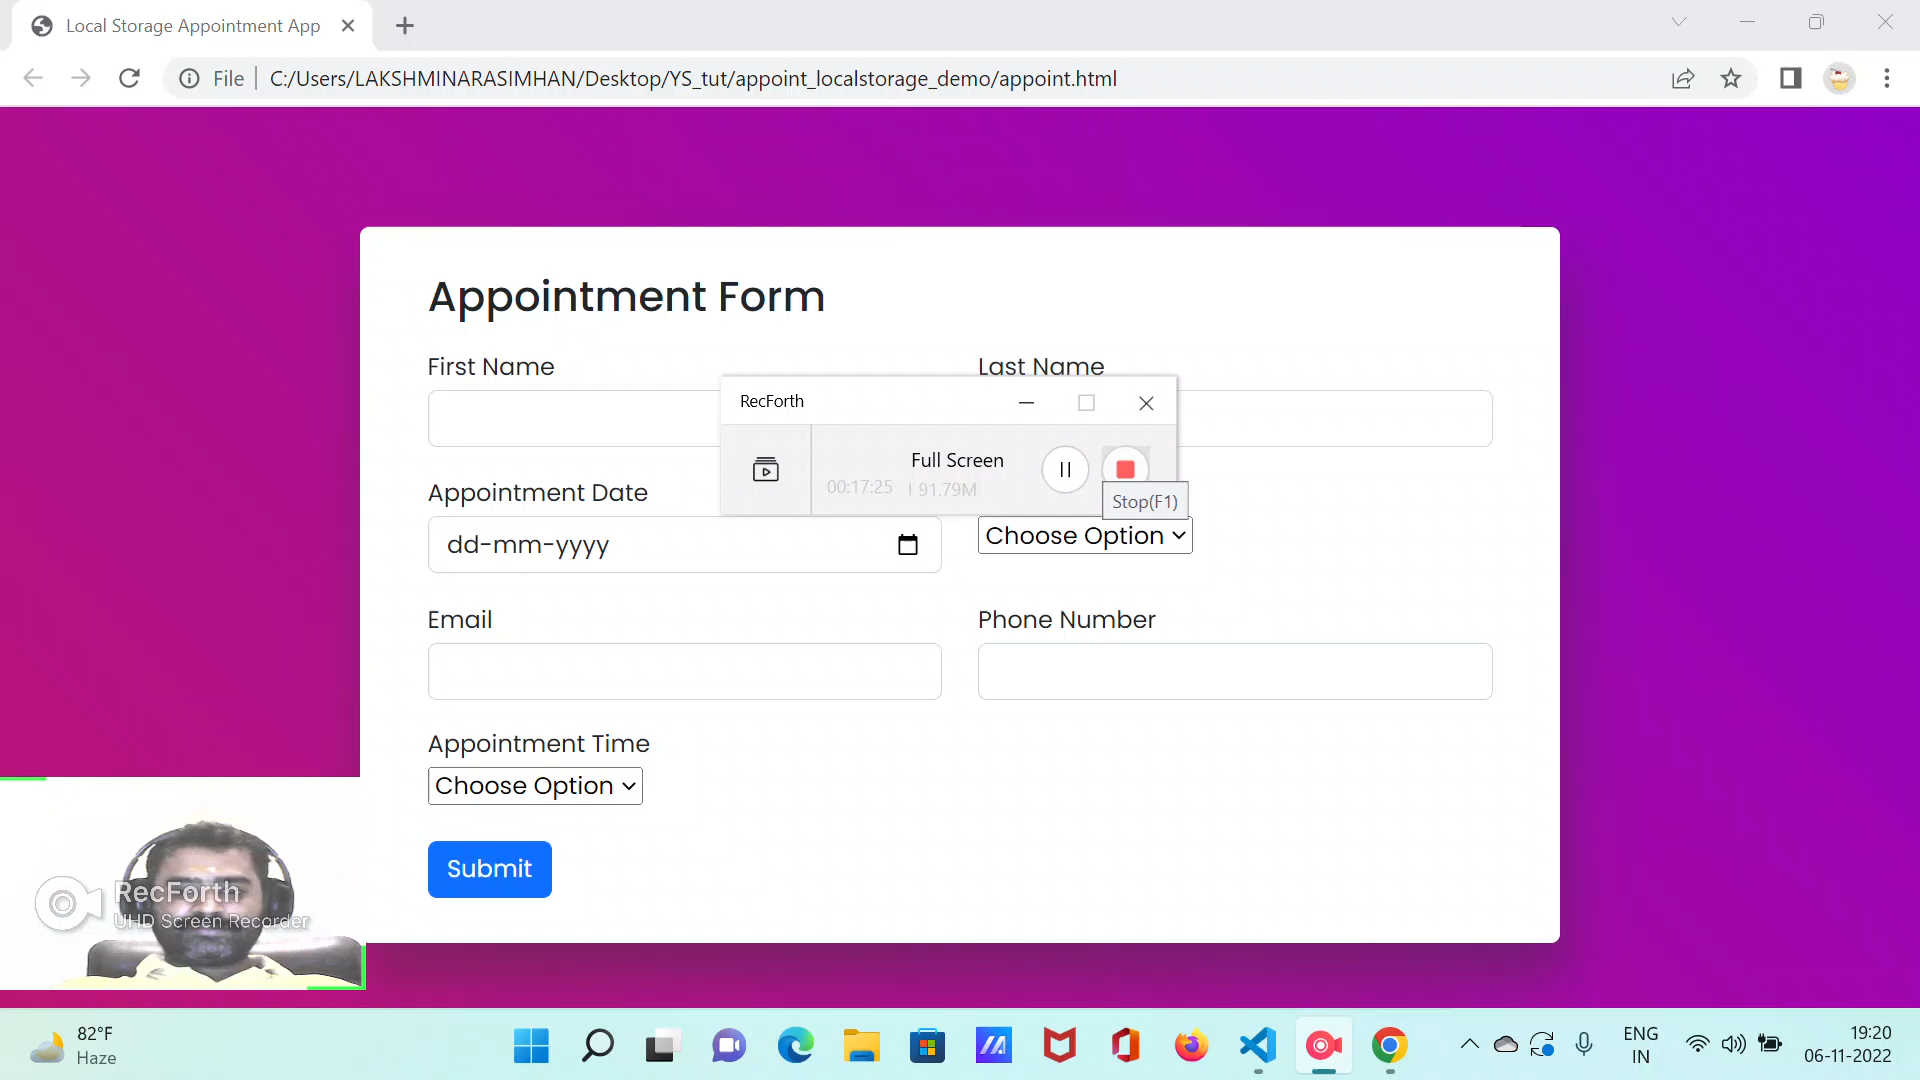 Local Storage Appointment App
File
C:/Users/LAKSHMINARASIMHAN/Desktop/YS_tut/appoint_localstorage_demo/appoint.html
Appointment Form
First Name
Last Name
RecForth
Full Screen
00:17:25 | 91.79M
Stop(F1)
Appointment Date
dd-mm-yyyy
Choose Option
Email
Phone Number
Appointment Time
Choose Option
Submit
RecForth
UHD Screen Recorder
82°F
Haze
ENG
IN
19:20
06-11-2022